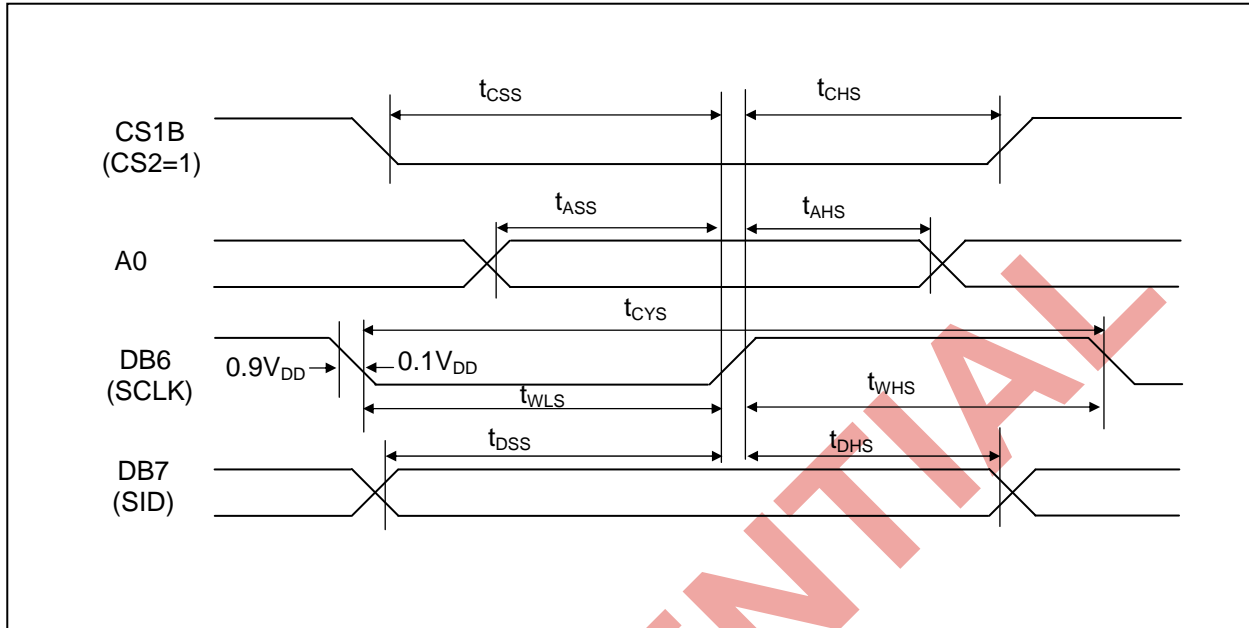 tCSS
tCHS
CS1B
(CS2=1)
tASS
tAHS
A0
tCYS
DB6
(SCLK)
0.9VDD
0.1VDD
tWLS
tWHS
tDSS
tDHS
DB7
(SID)
NTIAL